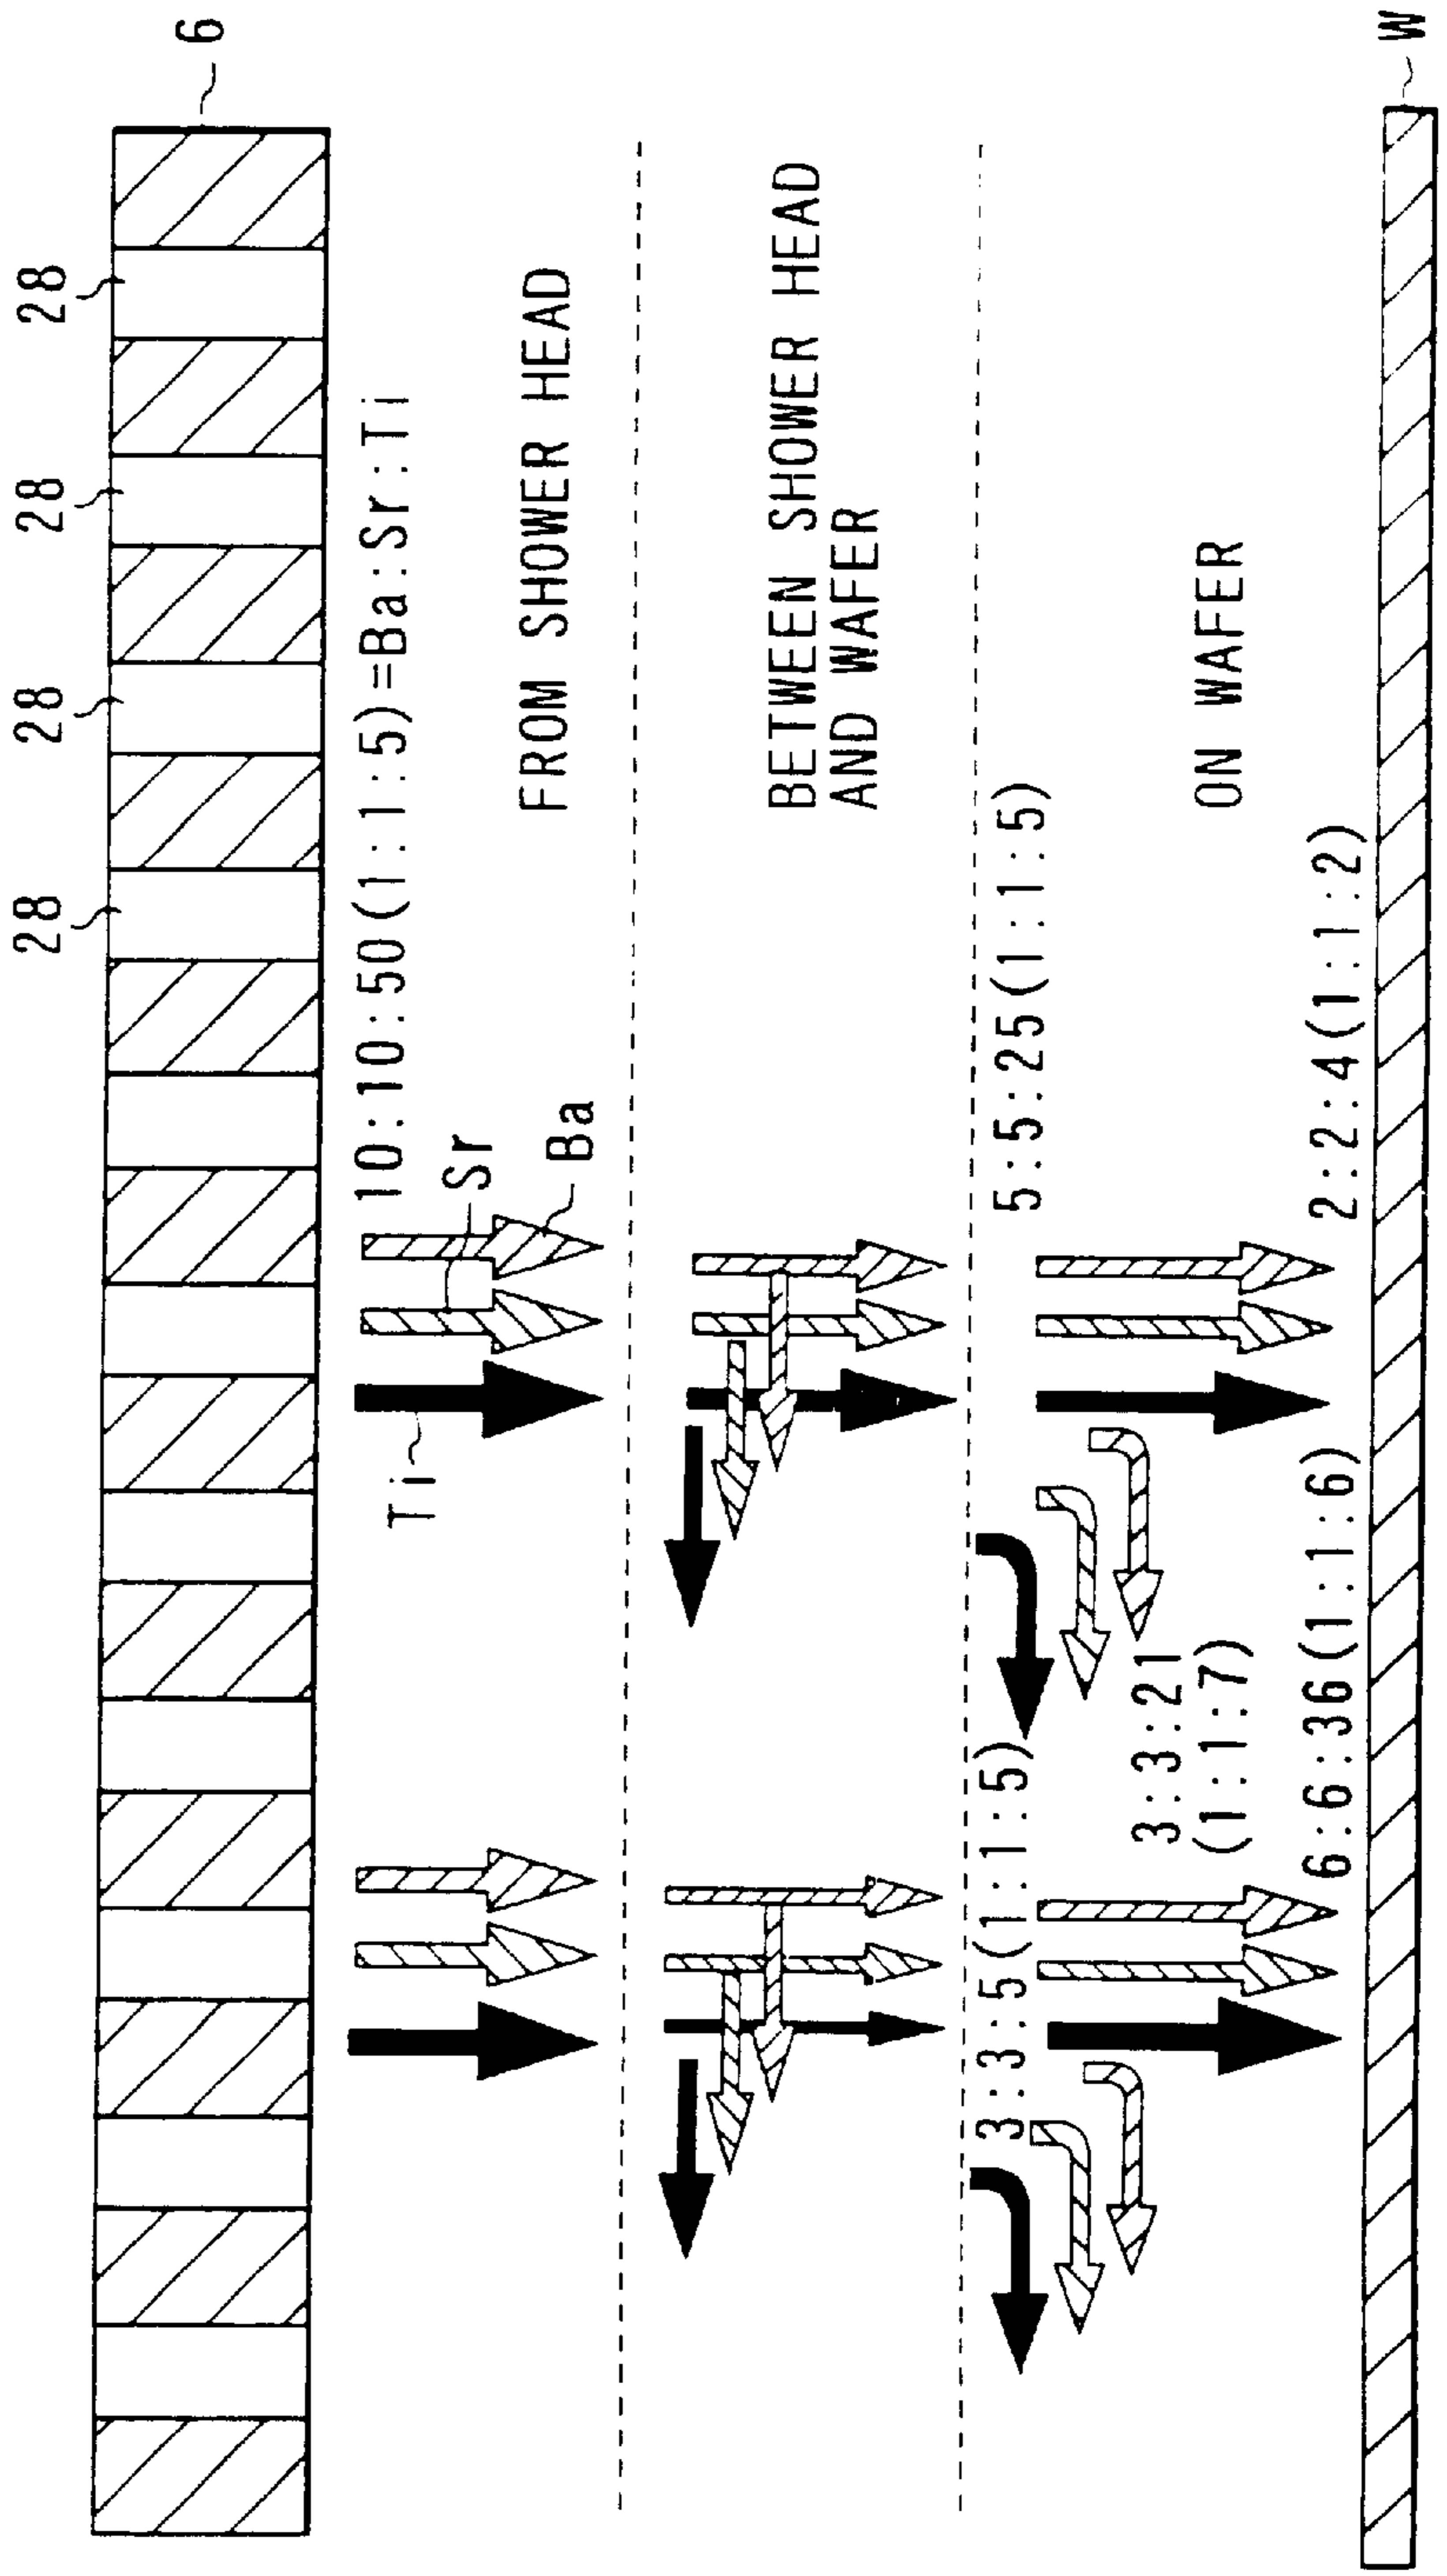 6
28
28
28
28
10:10:50(1:1:5)=Ba:Sr:Ti
Sr
Ba
Ti
FROM SHOWER HEAD
BETWEEN SHOWER HEAD
AND WAFER
5:5:25(1:1:5)
3:3:5(1:1:5)
3:3:21
(1:1:7)
ON WAFER
2:2:4(1:1:2)
6:6:36(1:1:6)
W